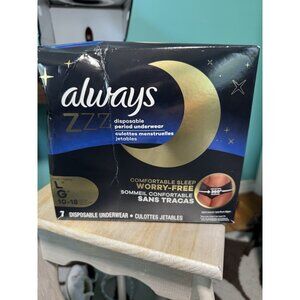 always
ZZZ
disposable
period underwear
culottes menstruelles
jetables
COMFORTABLE SLEEP
WORRY-FREE
SOMMEIL CONFORTABLE
SANS TRACAS
L
G
10-18
360°
7 DISPOSABLE UNDERWEAR • CULOTTES JETABLES